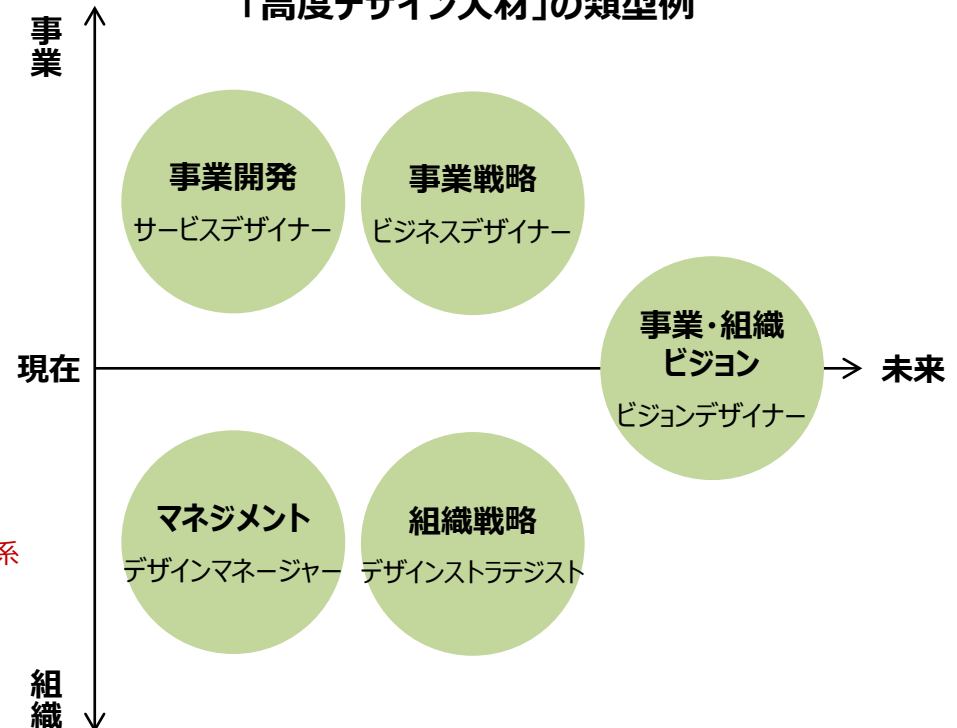 「高度デザイン人材」の類型例
事業
事業開発
サービスデザイナー
事業戦略
ビジネスデザイナー
現在
事業・組織
ビジョン
ビジョンデザイナー
未来
マネジメント
デザインマネージャー
組織戦略
デザインストラテジスト
系
組織